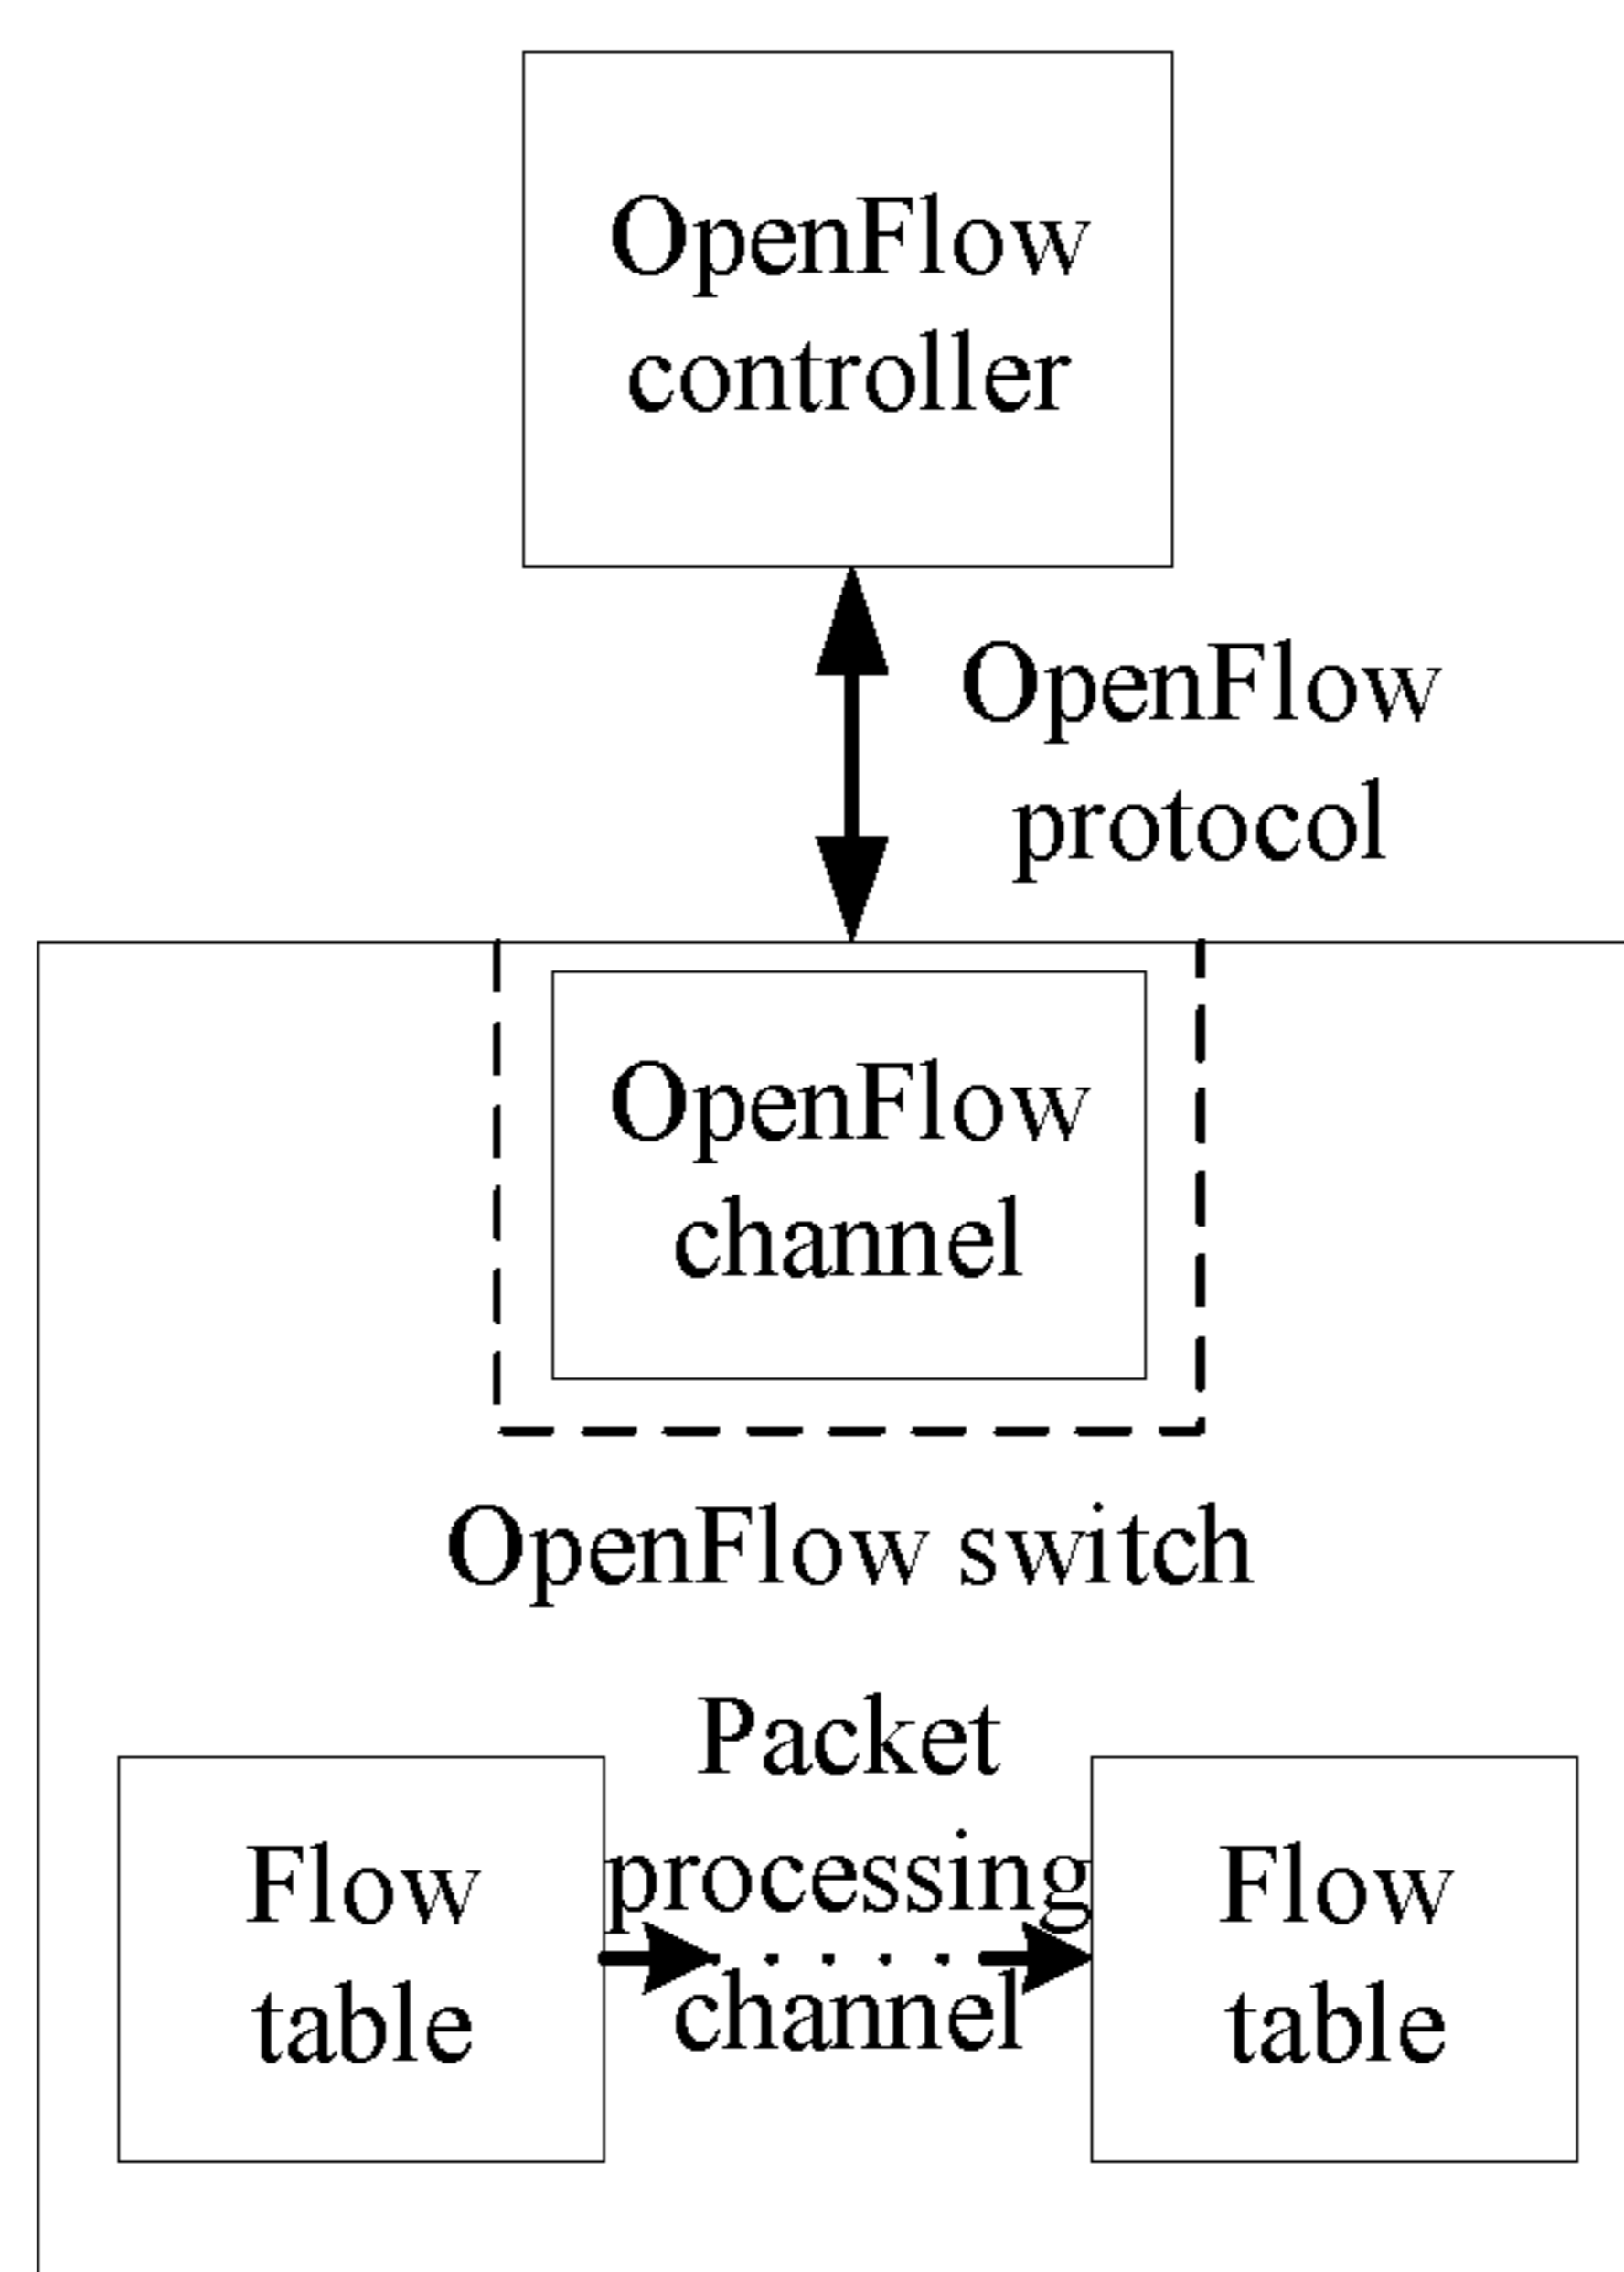 OpenFlow
controller
OpenFlow
protocol
OpenFlow
channel
OpenFlow switch
Packet
processing
channel
Flow
table
Flow
table